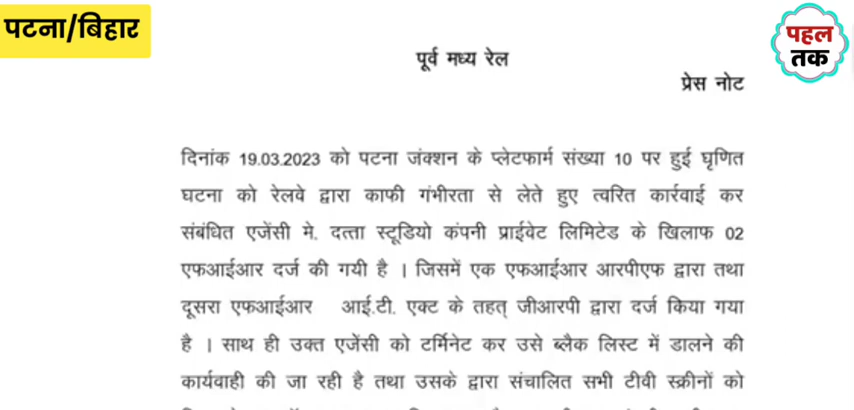 पटना/बिहार
पहल
तक
पूर्व मध्य रेल
प्रेस नोट
दिनांक 19.03.2023 को पटना जंक्शन के प्लेटफार्म संख्या 10 पर हुई घृणित
घटना को रेलवे द्वारा काफी गंभीरता से लेते हुए त्वरित कार्रवाई कर
संबंधित एजेंसी मे. दत्ता स्टूडियो कंपनी प्राईवेट लिमिटेड के खिलाफ 02
एफआईआर दर्ज की गयी है । जिसमें एक एफआईआर आरपीएफ द्वारा तथा
दूसरा एफआईआर आई.टी. एक्ट के तहत् जीआरपी द्वारा दर्ज किया गया
है । साथ ही उक्त एजेंसी को टर्मिनेट कर उसे ब्लैक लिस्ट में डालने की
कार्यवाही की जा रही है तथा उसके द्वारा संचालित सभी टीवी स्क्रीनों को